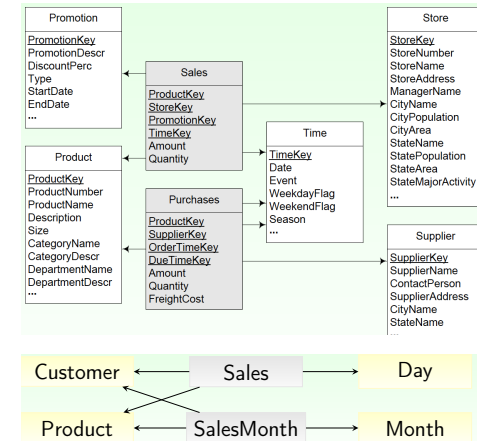 Promotion
PromotionKey
PromotionDescr
DiscountPerc
Type
StartDate
EndDate
...
Sales
ProductKey
StoreKey
PromotionKey
TimeKey
Amount
Quantity
Store
StoreKey
StoreNumber
StoreName
StoreAddress
ManagerName
CityName
CityPopulation
CityArea
StateName
StatePopulation
StateArea
StateMajorActivity
...
Time
TimeKey
Date
Event
WeekdayFlag
WeekendFlag
Season
...
Product
ProductKey
ProductNumber
ProductName
Description
Size
CategoryName
CategoryDescr
DepartmentName
DepartmentDescr
...
Purchases
ProductKey
SupplierKey
OrderTimeKey
DueTimeKey
Amount
Quantity
FreightCost
Supplier
SupplierKey
SupplierName
ContactPerson
SupplierAddress
CityName
StateName
...
Customer
Sales
Day
Product
SalesMonth
Month